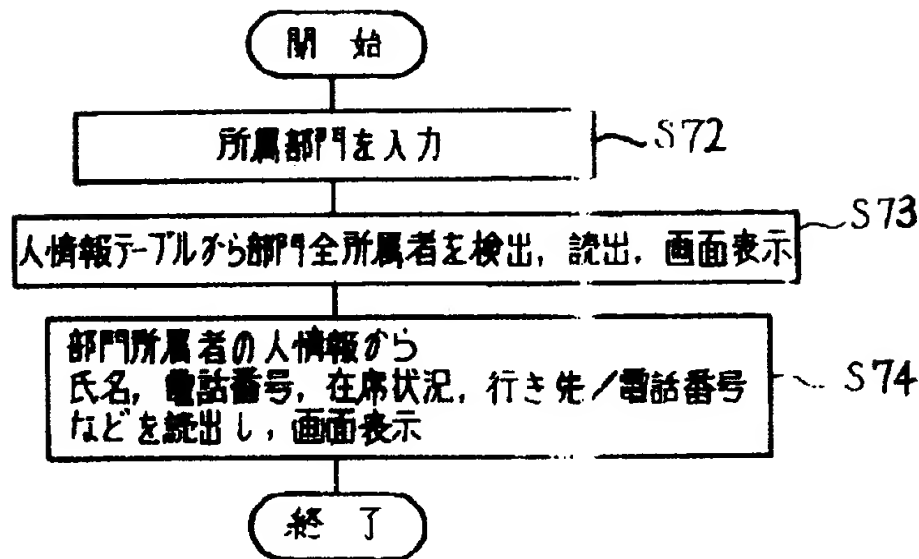 開 始
所属部門を入力
S72
人情報テーブルから部門全所属者を検出, 読出, 画面表示
S73
部門所属者の人情報から
氏名, 電話番号, 在席状況, 行き先/電話番号
などを読出し, 画面表示
S74
終 了